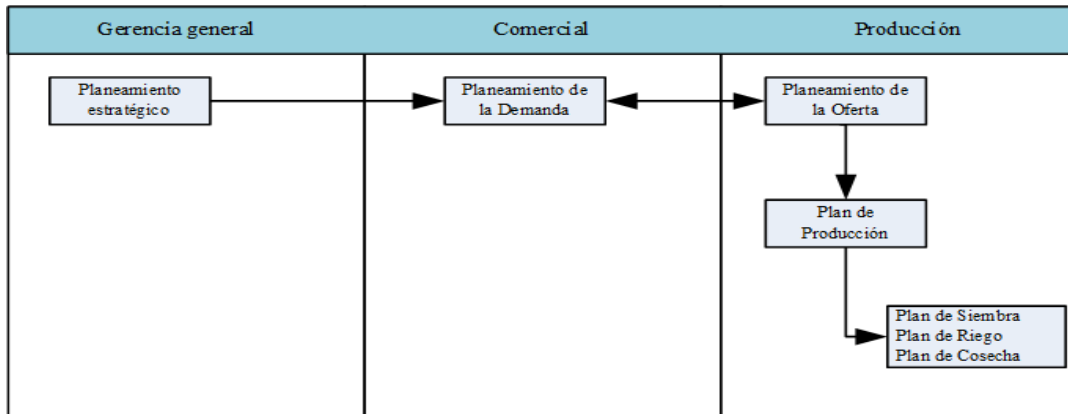 Gerencia general
Comercial
Producción
Planeamiento
estratégico
Planeamiento de
la Demanda
Planeamiento de
la Oferta
Plan de
Producción
Plan de Siembra
Plan de Riego
Plan de Cosecha